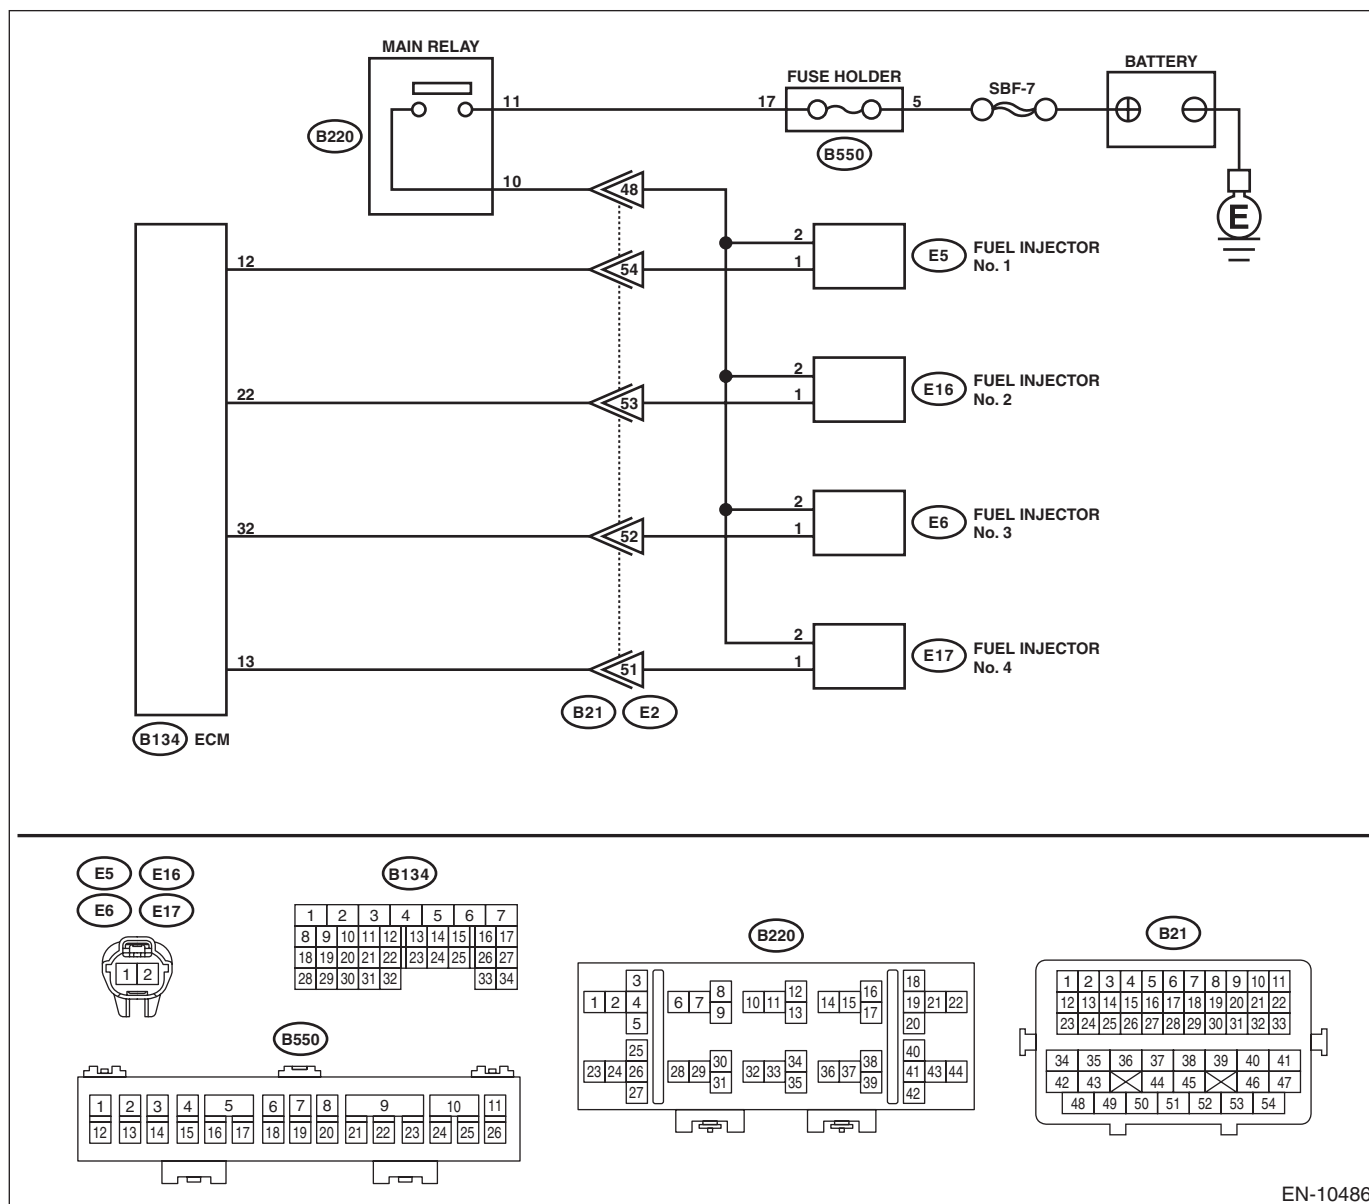 MAIN RELAY
FUSE HOLDER
SBF-7
BATTERY
11
17
5
B220
B550
10
48
E
2
12
54
1
E5
FUEL INJECTOR
No. 1
2
22
53
1
E16
FUEL INJECTOR
No. 2
2
32
52
1
E6
FUEL INJECTOR
No. 3
2
13
51
1
E17
FUEL INJECTOR
No. 4
B21
E2
B134 ECM
E5 E16
E6 E17
1 2
B134
1 2 3 4 5 6 7
8 9 10 11 12 13 14 15 16 17
18 19 20 21 22 23 24 25 26 27
28 29 30 31 32 33 34
B550
1 2 3 4 5 6 7 8 9 10 11
12 13 14 15 16 17 18 19 20 21 22 23 24 25 26
B220
3 8 12 16 18
1 2 4 6 7 9 10 11 13 14 15 17 19 21 22
5 20
25 30 34 38 40
23 24 26 28 29 31 32 33 35 36 37 39 41 43 44
27 42
B21
1 2 3 4 5 6 7 8 9 10 11
12 13 14 15 16 17 18 19 20 21 22
23 24 25 26 27 28 29 30 31 32 33
34 35 36 37 38 39 40 41
42 43 44 45 46 47
48 49 50 51 52 53 54
EN-10486